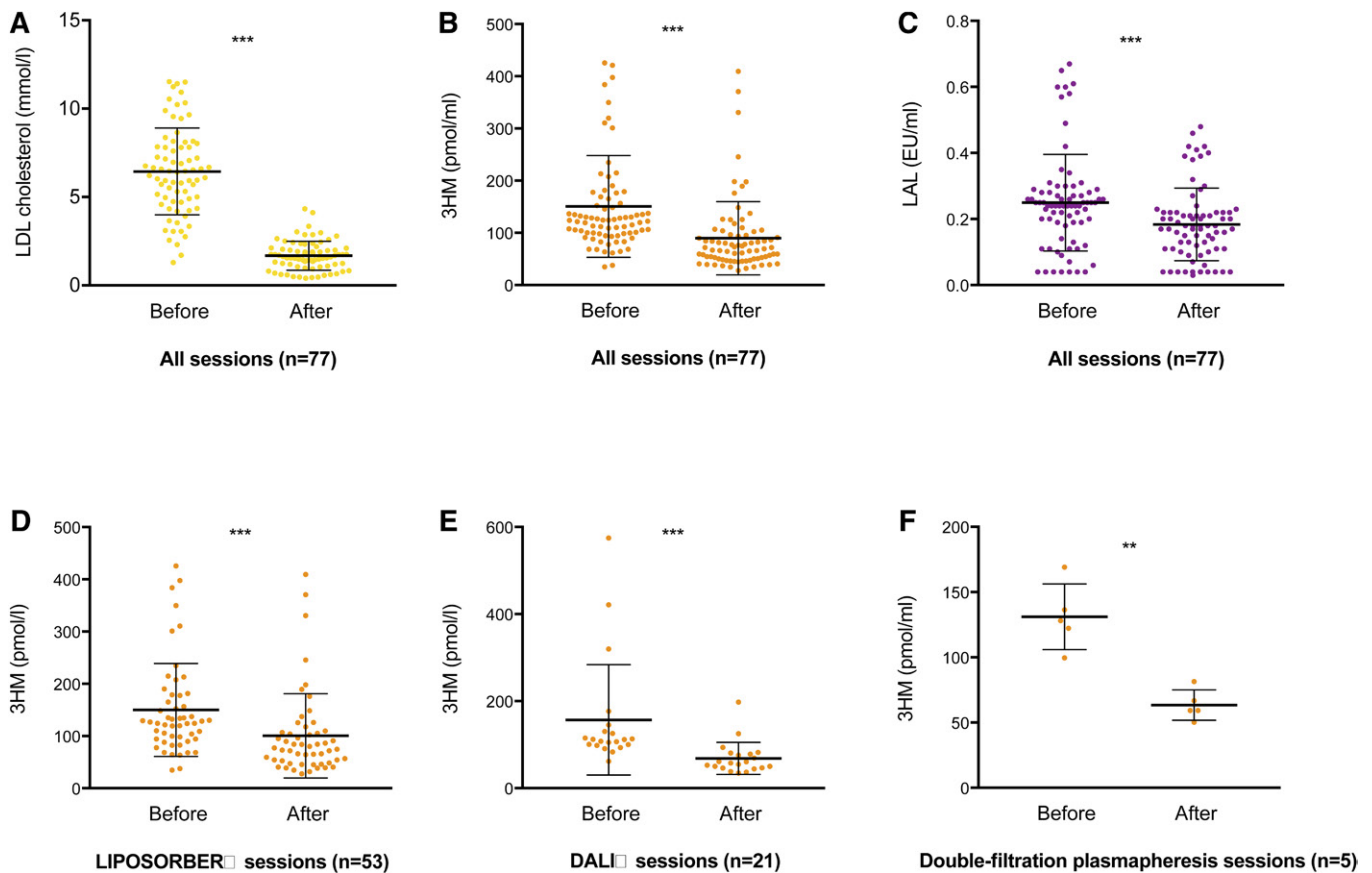 A
LDL cholesterol (mmol/l)
15
10
5
0
***
Before After
All sessions (n=77)
B
3HM (pmol/ml)
500
400
300
200
100
0
***
Before After
All sessions (n=77)
C
LAL (EU/ml)
0.8
0.6
0.4
0.2
0.0
***
Before After
All sessions (n=77)
D
3HM (pmol/l)
500
400
300
200
100
0
***
Before After
LIPOSORBER□ sessions (n=53)
E
3HM (pmol/l)
600
400
200
0
***
Before After
DALI□ sessions (n=21)
F
3HM (pmol/ml)
200
150
100
50
0
**
Before After
Double-filtration plasmapheresis sessions (n=5)